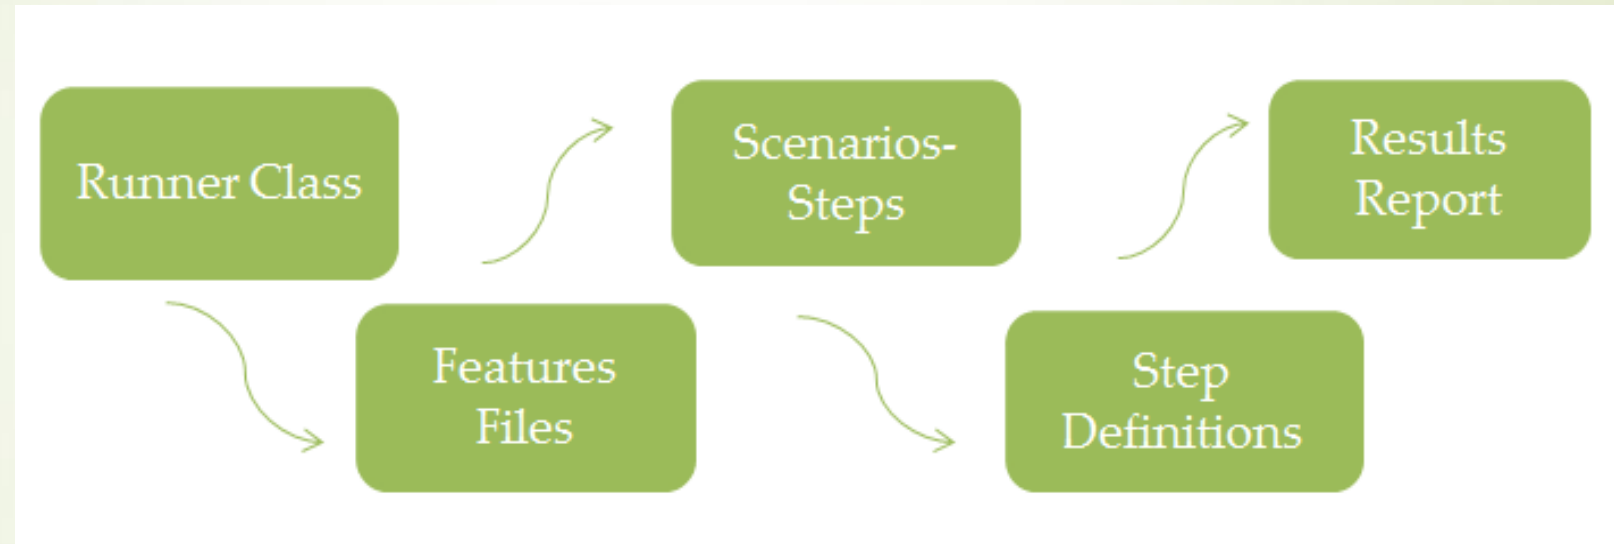 Runner Class
Features
Files
Scenarios-
Steps
Step
Definitions
Results
Report